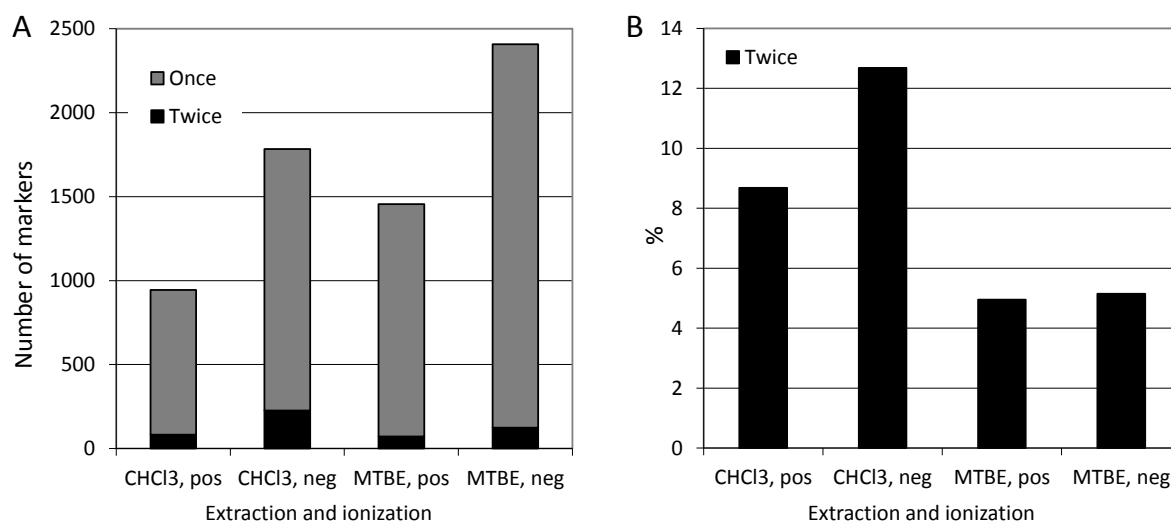 A
Number of markers
2500
2000
1500
1000
500
0
Once
Twice
CHCl3, pos CHCl3, neg MTBE, pos MTBE, neg
Extraction and ionization
B
%
14
12
10
8
6
4
2
0
Twice
CHCl3, pos CHCl3, neg MTBE, pos MTBE, neg
Extraction and ionization